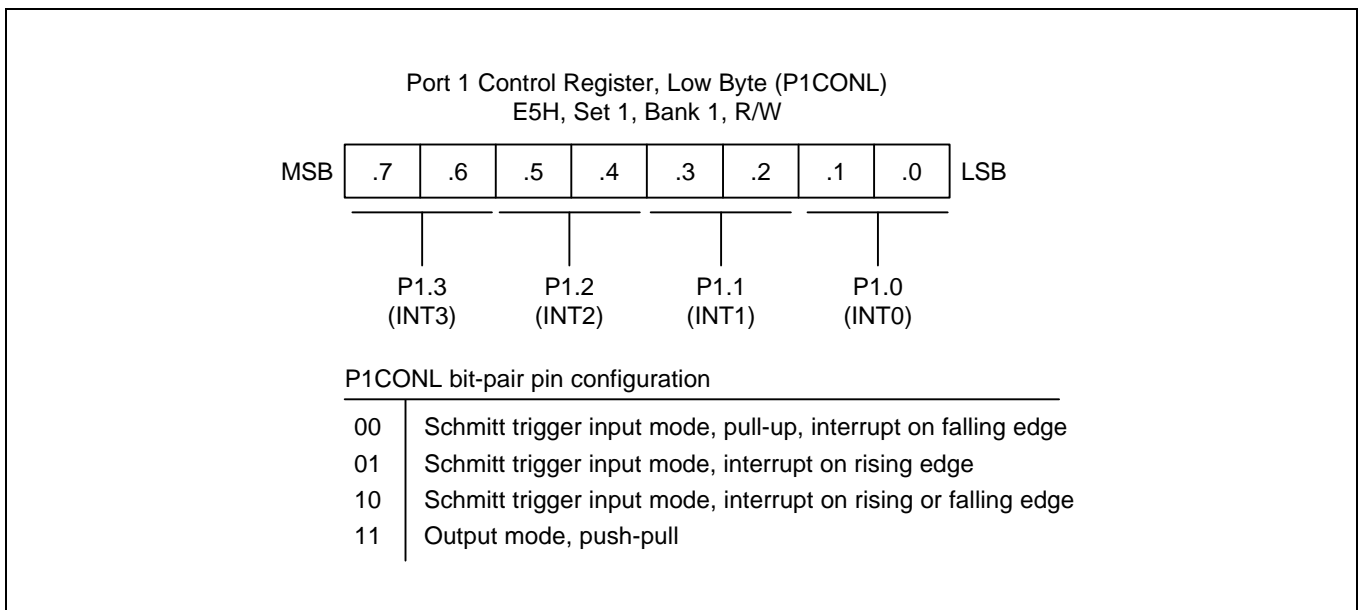 Port 1 Control Register, Low Byte (P1CONL)
E5H, Set 1, Bank 1, R/W
MSB .7 .6 .5 .4 .3 .2 .1 .0 LSB
P1.3 P1.2 P1.1 P1.0
(INT3) (INT2) (INT1) (INT0)
P1CONL bit-pair pin configuration
00 Schmitt trigger input mode, pull-up, interrupt on falling edge
01 Schmitt trigger input mode, interrupt on rising edge
10 Schmitt trigger input mode, interrupt on rising or falling edge
11 Output mode, push-pull